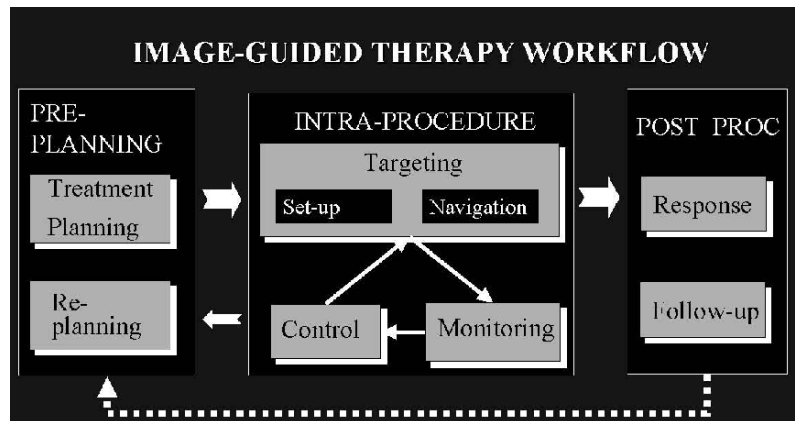 IMAGE-GUIDED THERAPY WORKFLOW
PRE-
PLANNING
Treatment
Planning
Re-
planning
INTRA-PROCEDURE
Targeting
Set-up
Navigation
Control
Monitoring
POST PROC
Response
Follow-up